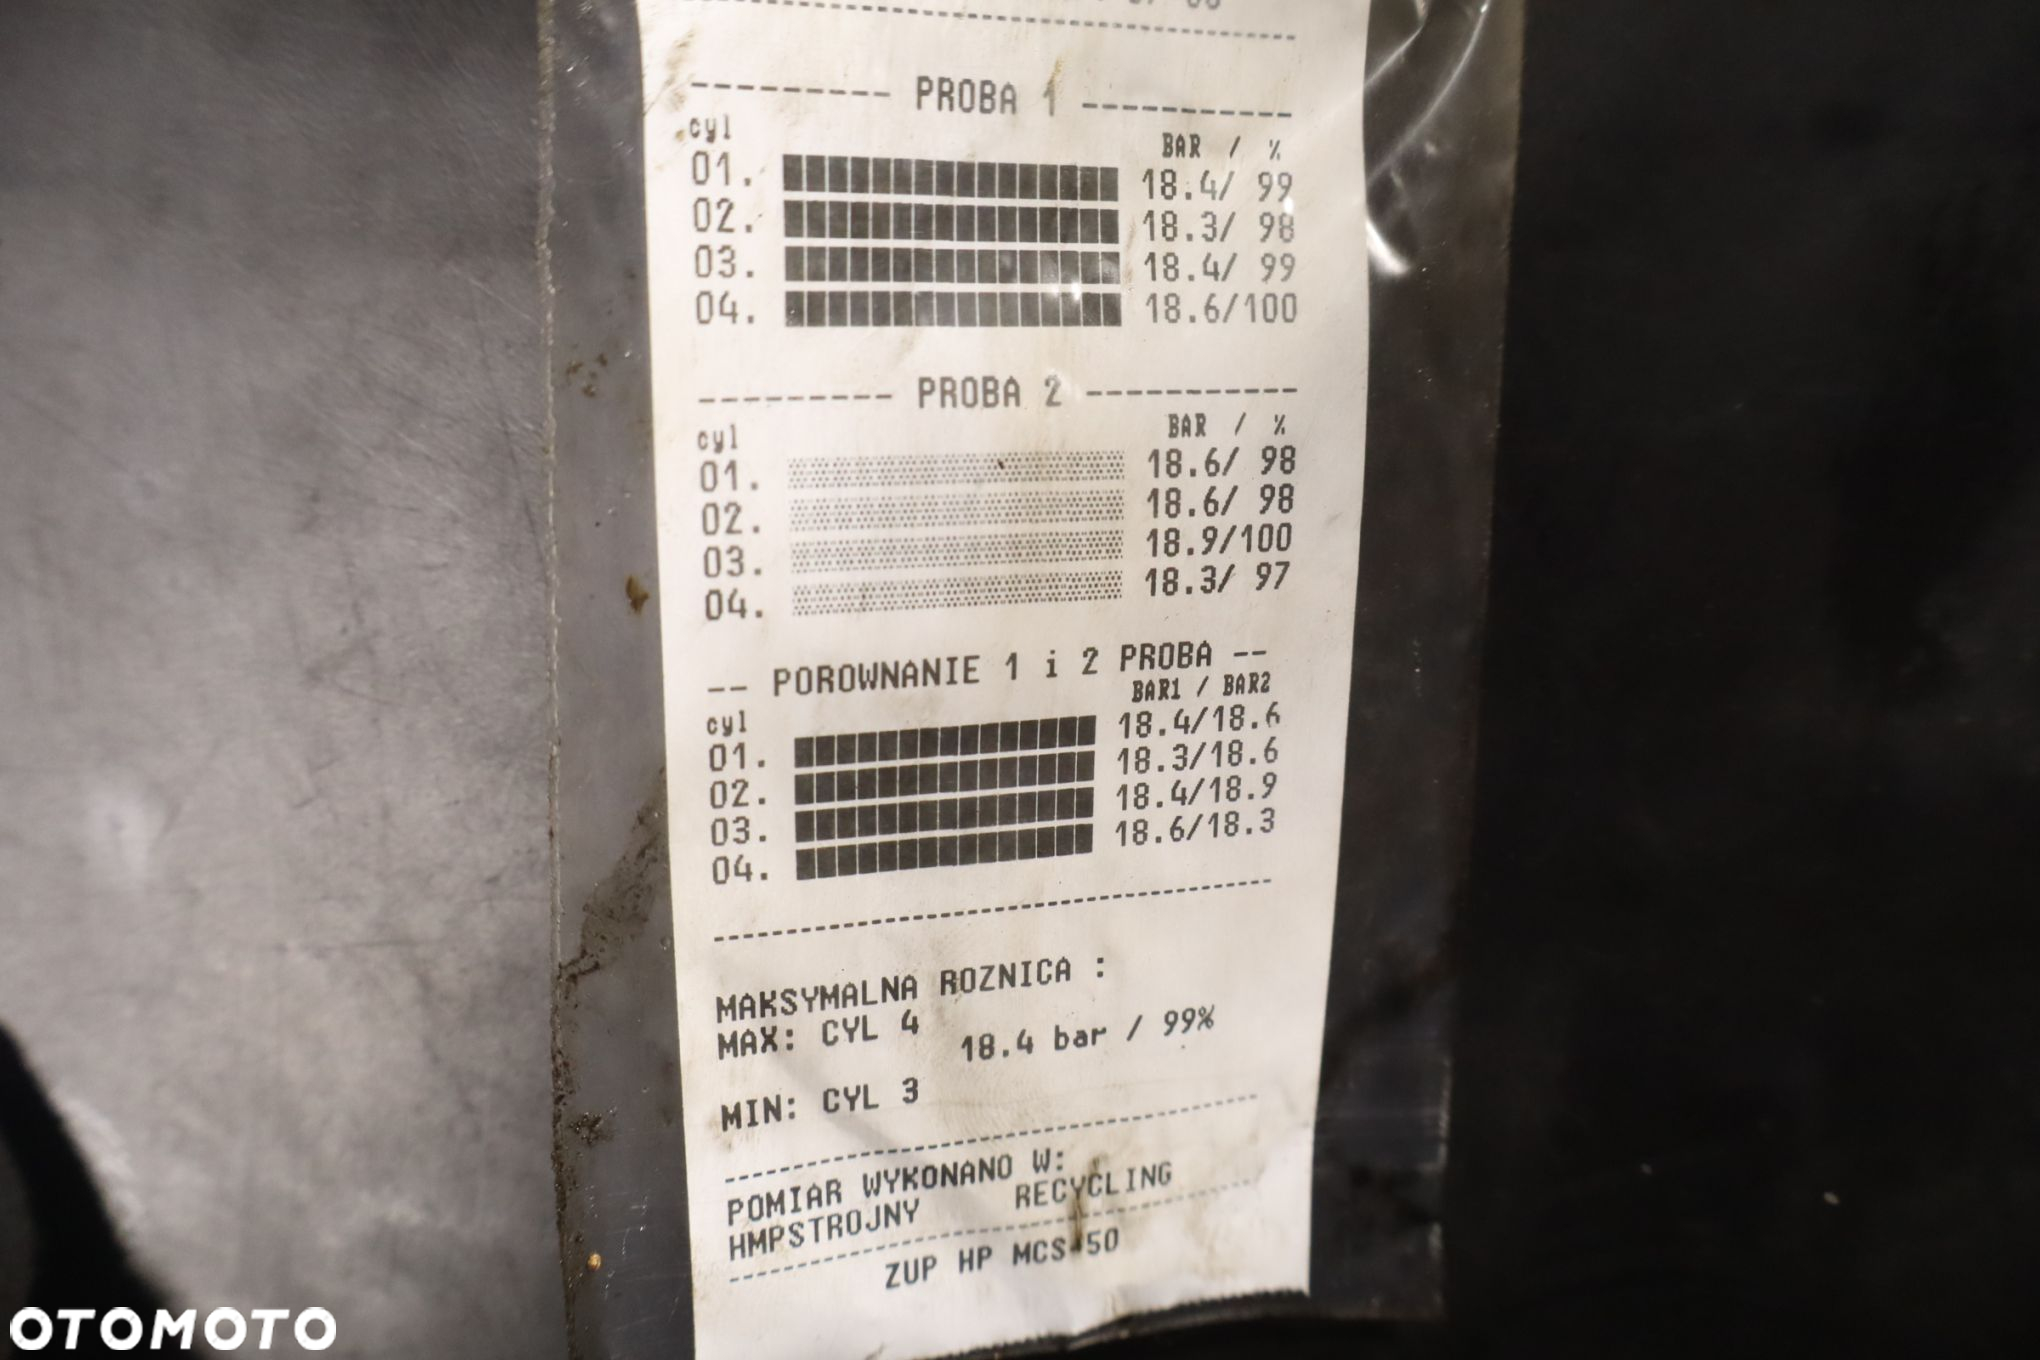 --------- PROBA 1 ----------
cyl BAR / %
01. 18.4/ 99
02. 18.3/ 98
03. 18.4/ 99
04. 18.6/100
--------- PROBA 2 ----------
cyl BAR / %
01. 18.6/ 98
02. 18.6/ 98
03. 18.9/100
04. 18.3/ 97
-- POROWNANIE 1 i 2 PROBA --
cyl BAR1 / BAR2
01. 18.4/18.6
02. 18.3/18.6
03. 18.4/18.9
04. 18.6/18.3
MAKSYMALNA ROZNICA :
MAX: CYL 4
18.4 bar / 99%
MIN: CYL 3
POMIAR WYKONANO W:
HMPSTROJNY RECYCLING
ZUP HP MCS-50
OTOMOTO